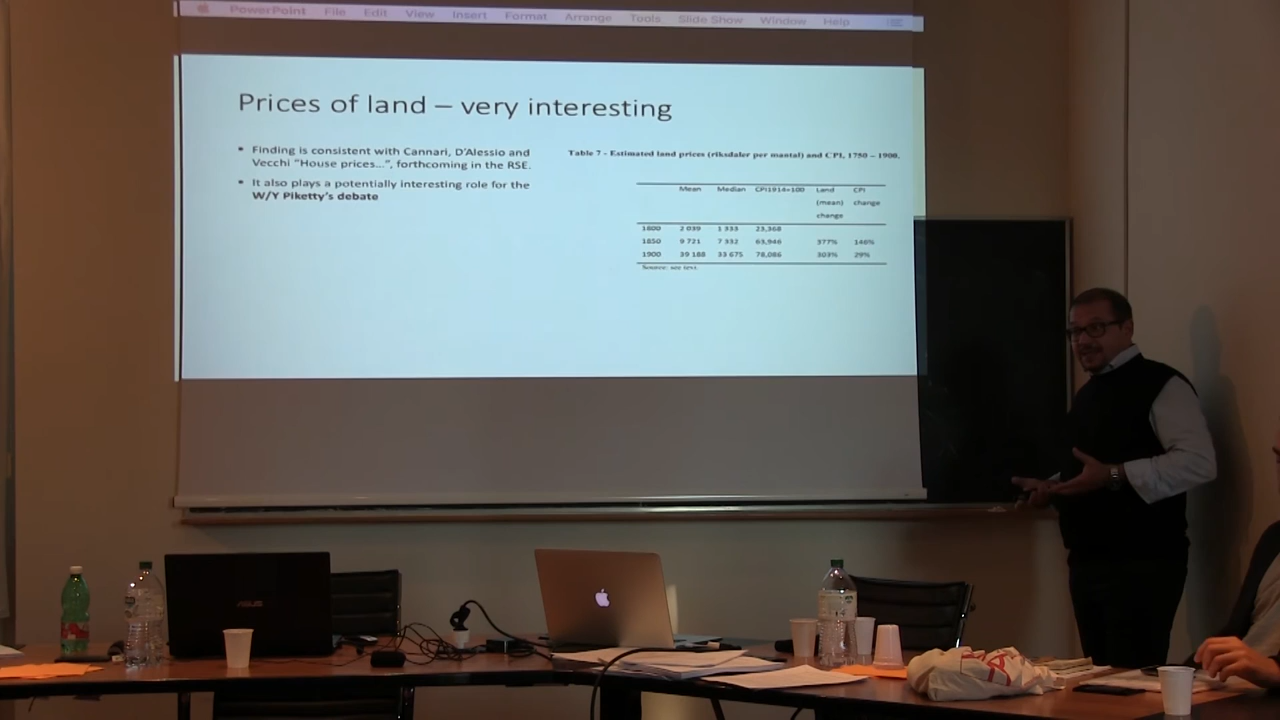 PowerPoint File Edit View Insert Format Arrange Tools Slide Show Window Help
Prices of land – very interesting
• Finding is consistent with Cannari, D'Alessio and
Vecchi "House prices...", forthcoming in the RSE.
• It also plays a potentially interesting role for the
W/Y Piketty's debate
Table 7 - Estimated land prices (riksdaler per mantal) and CPI, 1750 – 1900.
Mean Median CPI1914=100 Land CPI
(mean) change
change
1800 2 039 1 333 23,368
1850 9 721 7 332 63,946 377% 146%
1900 39 188 33 675 78,086 303% 29%
Source: see text.
ASUS